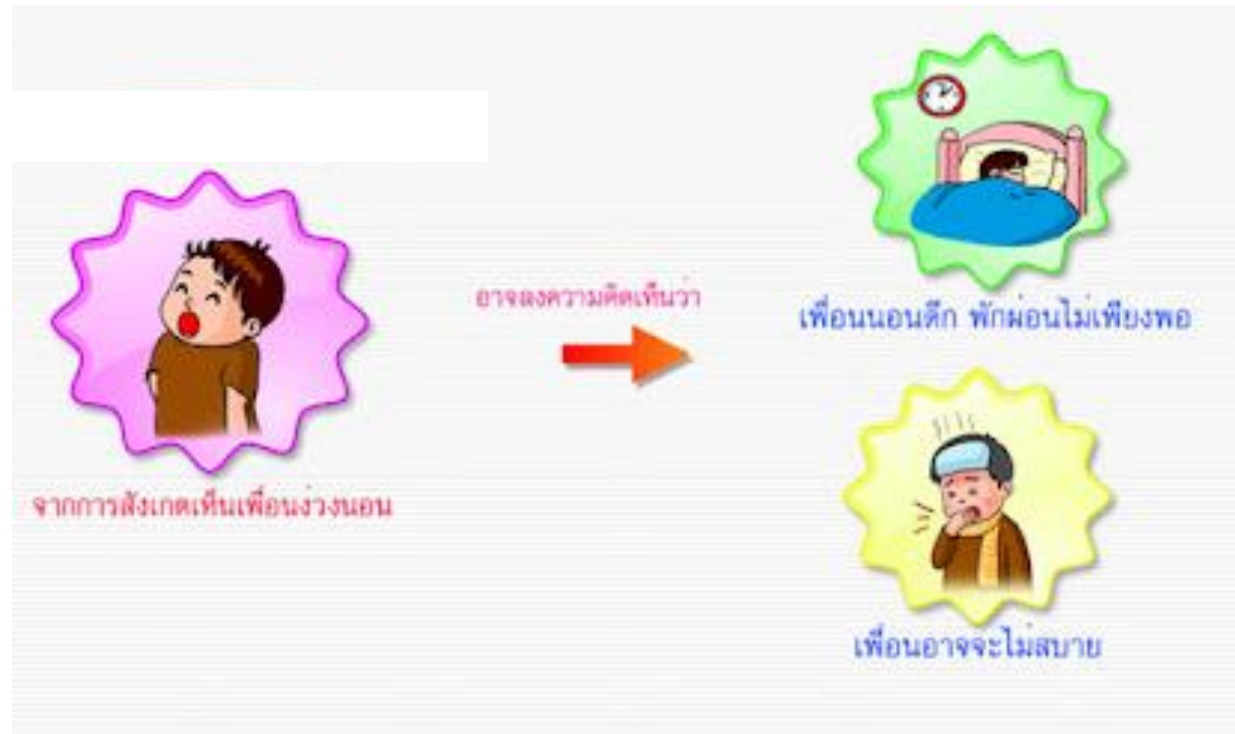 จากการสังเกตเห็นเพื่อนง่วงนอน
อาจลงความคิดเห็นว่า
เพื่อนนอนดึก พักผ่อนไม่เพียงพอ
เพื่อนอาจจะไม่สบาย